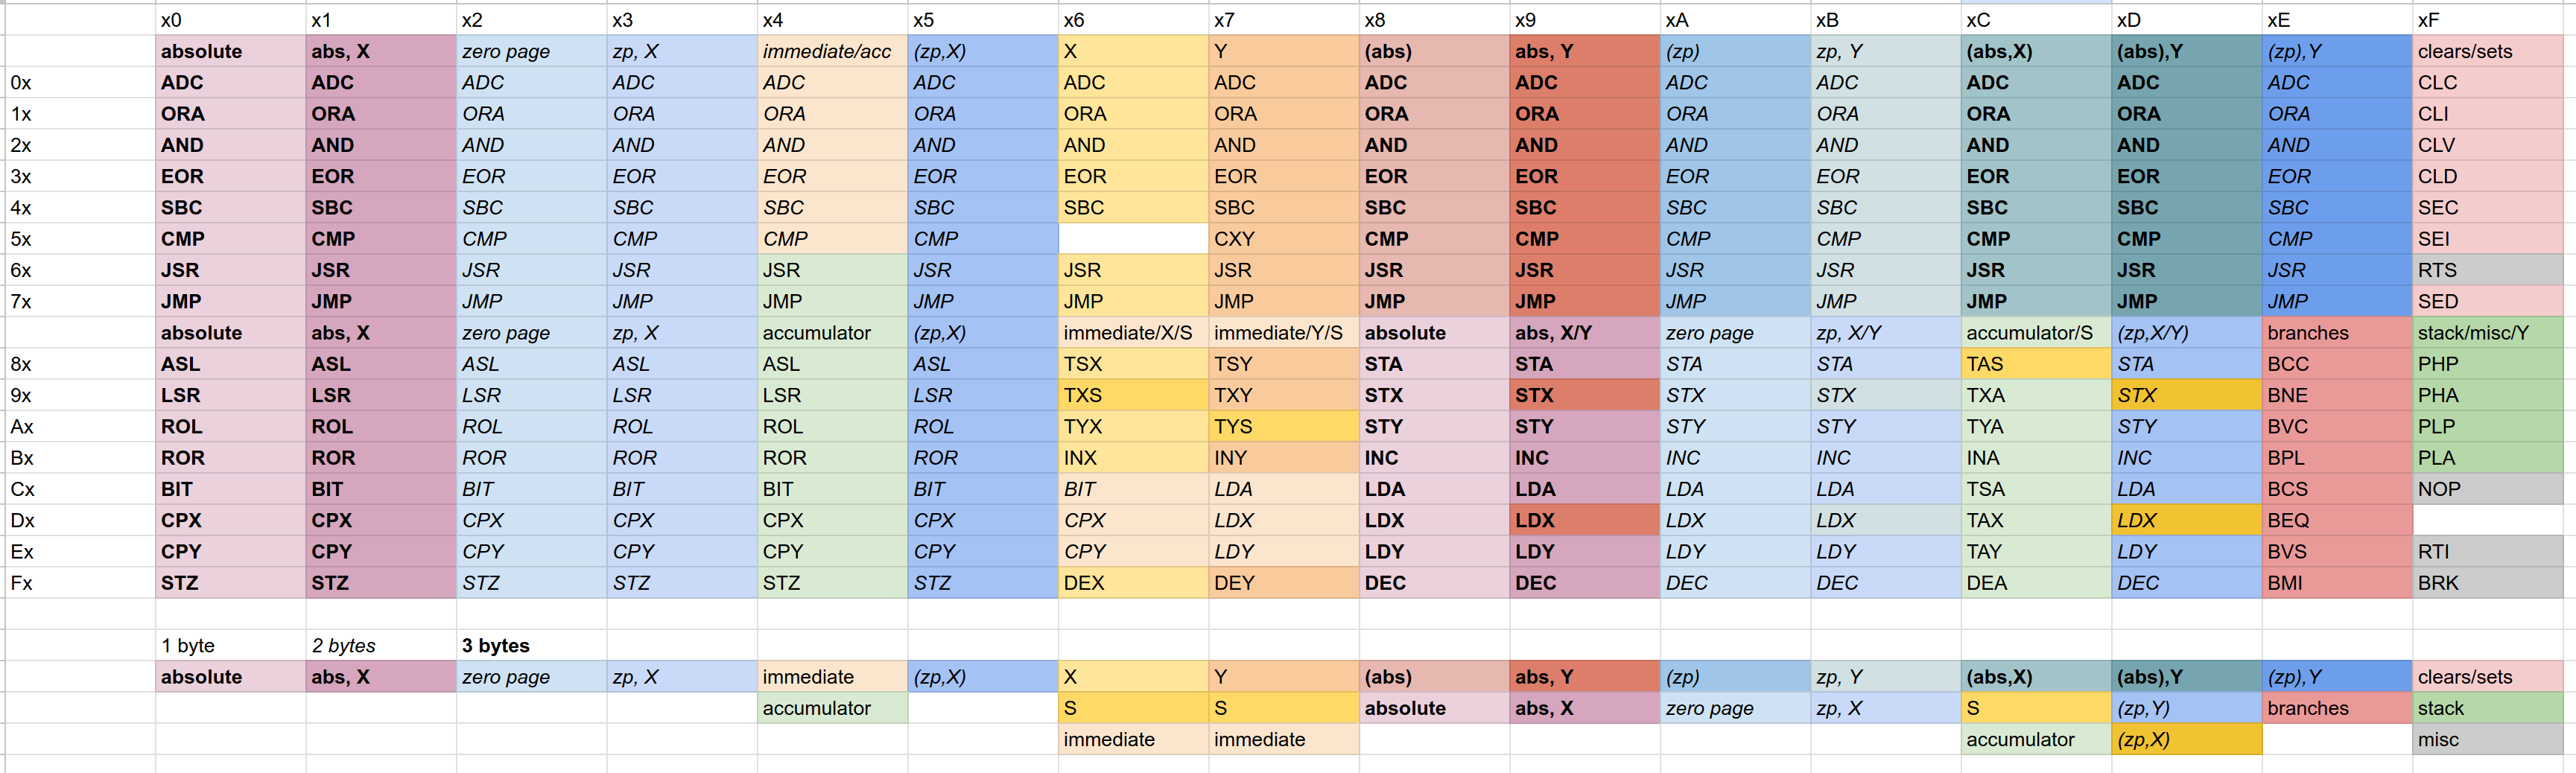 x0 x1 x2 x3 x4 x5 x6 x7 x8 x9 xA xB xC xD xE xF
absolute abs, X zero page zp, X immediate/acc (zp,X) X Y (abs) abs, Y (zp) zp, Y (abs,X) (abs),Y (zp),Y clears/sets
0x ADC ADC ADC ADC ADC ADC ADC ADC ADC ADC ADC ADC ADC ADC ADC CLC
1x ORA ORA ORA ORA ORA ORA ORA ORA ORA ORA ORA ORA ORA ORA ORA CLI
2x AND AND AND AND AND AND AND AND AND AND AND AND AND AND AND CLV
3x EOR EOR EOR EOR EOR EOR EOR EOR EOR EOR EOR EOR EOR EOR EOR CLD
4x SBC SBC SBC SBC SBC SBC SBC SBC SBC SBC SBC SBC SBC SBC SBC SEC
5x CMP CMP CMP CMP CMP CMP CXY CMP CMP CMP CMP CMP CMP CMP SEI
6x JSR JSR JSR JSR JSR JSR JSR JSR JSR JSR JSR JSR JSR JSR JSR RTS
7x JMP JMP JMP JMP JMP JMP JMP JMP JMP JMP JMP JMP JMP JMP JMP SED
absolute abs, X zero page zp, X accumulator (zp,X) immediate/X/S immediate/Y/S absolute abs, X/Y zero page zp, X/Y accumulator/S (zp,X/Y) branches stack/misc/Y
8x ASL ASL ASL ASL ASL ASL TSX TSY STA STA STA STA TAS STA BCC PHP
9x LSR LSR LSR LSR LSR LSR TXS TXY STX STX STX STX TXA STX BNE PHA
Ax ROL ROL ROL ROL ROL ROL TYX TYS STY STY STY STY TYA STY BVC PLP
Bx ROR ROR ROR ROR ROR ROR INX INY INC INC INC INC INA INC BPL PLA
Cx BIT BIT BIT BIT BIT BIT BIT LDA LDA LDA LDA LDA TSA LDA BCS NOP
Dx CPX CPX CPX CPX CPX CPX CPX LDX LDX LDX LDX LDX TAX LDX BEQ
Ex CPY CPY CPY CPY CPY CPY CPY LDY LDY LDY LDY LDY TAY LDY BVS RTI
Fx STZ STZ STZ STZ STZ STZ DEX DEY DEC DEC DEC DEC DEA DEC BMI BRK
1 byte 2 bytes 3 bytes
absolute abs, X zero page zp, X immediate (zp,X) X Y (abs) abs, Y (zp) zp, Y (abs,X) (abs),Y (zp),Y clears/sets
accumulator S S absolute abs, X zero page zp, X S (zp,Y) branches stack
immediate immediate accumulator (zp,X) misc